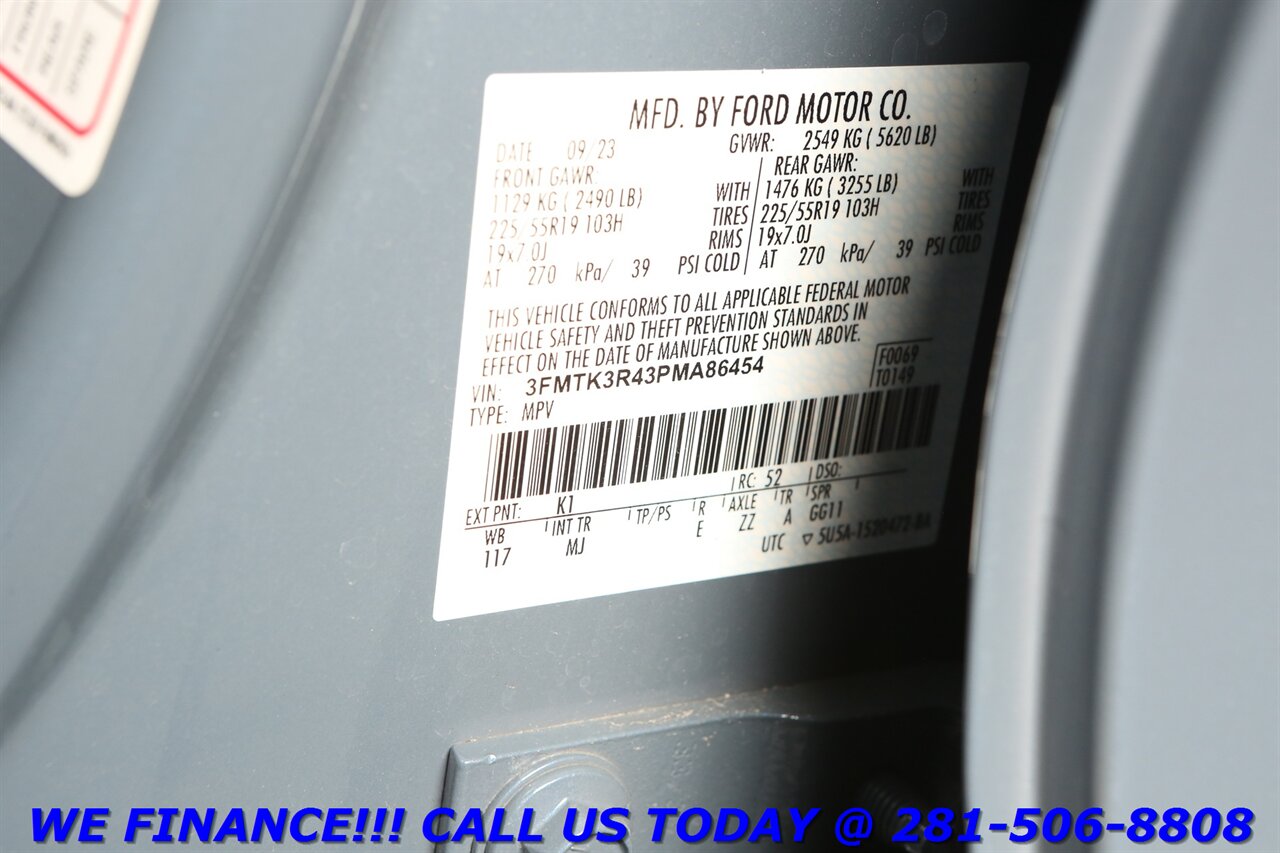 MFD. BY FORD MOTOR CO.
DATE 09/23 GVWR: 2549 KG ( 5620 LB)
FRONT GAWR REAR GAWR:
1129 KG ( 2490 LB) WITH 1476 KG ( 3255 LB) WITH
225/55R19 103H TIRES 225/55R19 103H TIRES
19x7.0J RIMS 19x7.0J RIMS
AT 270 kPa/ 39 PSI COLD AT 270 kPa/ 39 PSI COLD
THIS VEHICLE CONFORMS TO ALL APPLICABLE FEDERAL MOTOR
VEHICLE SAFETY AND THEFT PREVENTION STANDARDS IN
EFFECT ON THE DATE OF MANUFACTURE SHOWN ABOVE.
F0069
VIN: 3FMTK3R43PMA86454 T0149
TYPE: MPV
EXT PNT: K1 RC: 52 DSO:
WB INT TR TP/PS R AXLE TR SPR
117 MJ E ZZ A GG11
UTC ▽ 5U5A-1520472-BA
WE FINANCE!!! CALL US TODAY @ 281-506-8808